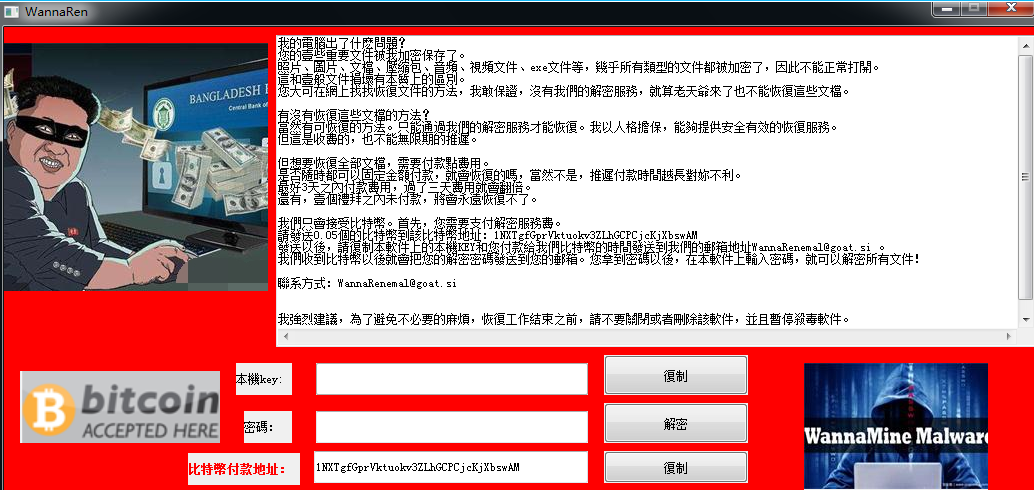 WannaRen
我的電腦出了什麽問題?
您的壹些重要文件被我加密保存了。
照片、圖片、文檔、壓縮包、音頻、視頻文件、exe文件等，幾乎所有類型的文件都被加密了，因此不能正常打開。
這和壹般文件損壞有本質上的區別。
您大可在網上找找恢復文件的方法，我敢保證，沒有我們的解密服務，就算老天爺來了也不能恢復這些文檔。
有沒有恢復這些文檔的方法?
當然有可恢復的方法。只能通過我們的解密服務才能恢復。我以人格擔保，能夠提供安全有效的恢復服務。
但這是收費的，也不能無限期的推遲。
但想要恢復全部文檔，需要付款點費用。
是否隨時都可以固定金額付款，就會恢復的嗎，當然不是，推遲付款時間越長對妳不利。
最好3天之內付款費用，過了三天費用就會翻倍。
還有，壹個禮拜之內未付款，將會永遠恢復不了。
我們只會接受比特幣。首先，您需要支付解密服務費。
請發送0.05個的比特幣到該比特幣地址：1NXTgfGprVktuokv3ZLhGCPCjcKjXbswAM
發送以後，請復制本軟件上的本機KEY和您付款給我們比特幣的時間發送到我們的郵箱地址WannaRenemal@goat.si 。
我們收到比特幣以後就會把您的解密密碼發送到您的郵箱。您拿到密碼以後，在本軟件上輸入密碼，就可以解密所有文件!
聯系方式：WannaRenemal@goat.si
我強烈建議，為了避免不必要的麻煩，恢復工作結束之前，請不要關閉或者刪除該軟件，並且暫停殺毒軟件。
BANGLADESH B
Central Bank of
bitcoin
ACCEPTED HERE
本機key:
復制
密碼：
解密
比特幣付款地址：
1NXTgfGprVktuokv3ZLhGCPCjcKjXbswAM
復制
WannaMine Malware